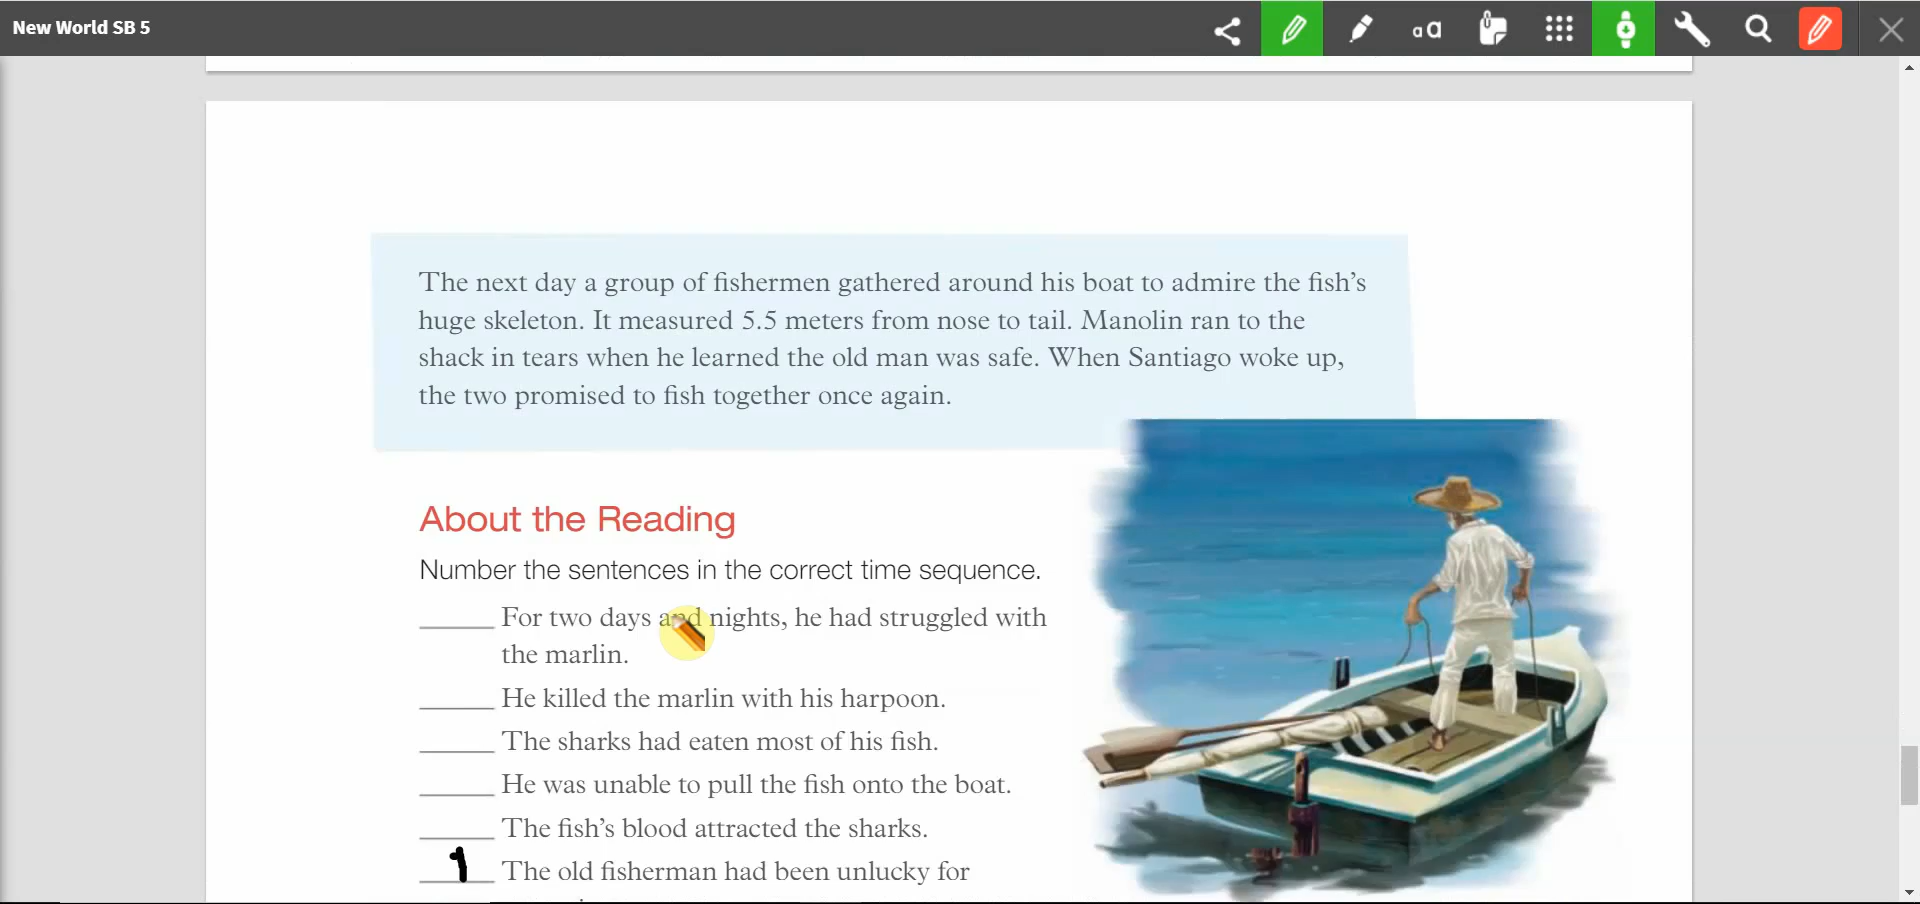 New World SB 5
a a
The next day a group of fishermen gathered around his boat to admire the fish's
huge skeleton. It measured 5.5 meters from nose to tail. Manolin ran to the
shack in tears when he learned the old man was safe. When Santiago woke up,
the two promised to fish together once again.
About the Reading
Number the sentences in the correct time sequence.
_____ For two days and nights, he had struggled with
the marlin.
_____ He killed the marlin with his harpoon.
_____ The sharks had eaten most of his fish.
_____ He was unable to pull the fish onto the boat.
_____ The fish's blood attracted the sharks.
1 The old fisherman had been unlucky for